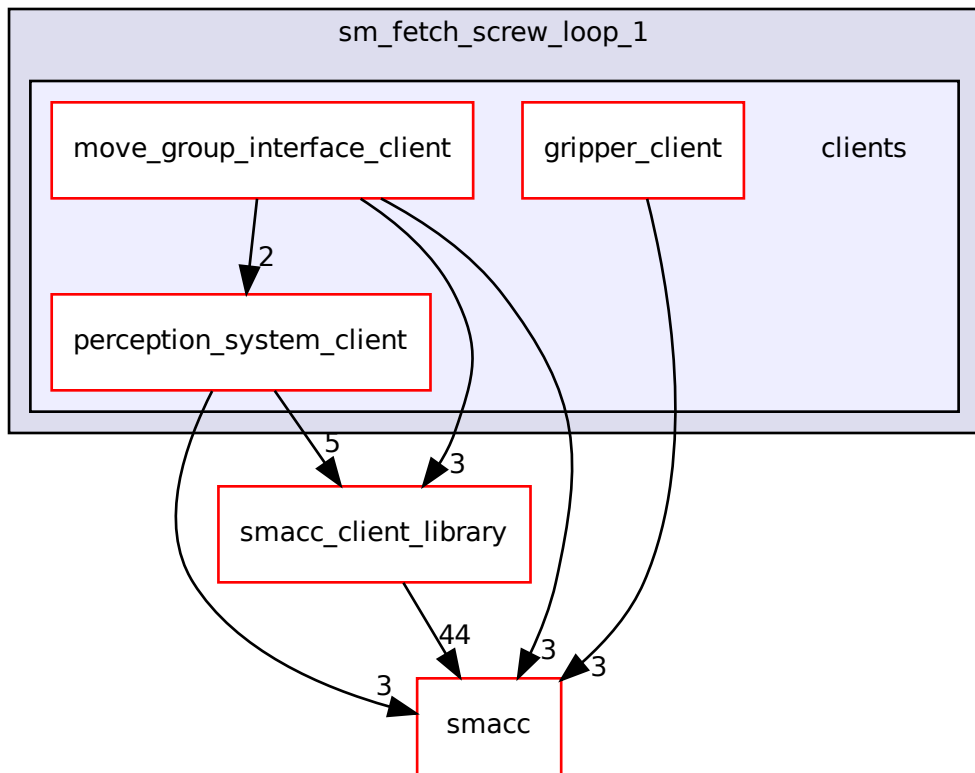 sm_fetch_screw_loop_1
move_group_interface_client
gripper_client
clients
2
perception_system_client
5
3
smacc_client_library
44
3
3
3
smacc